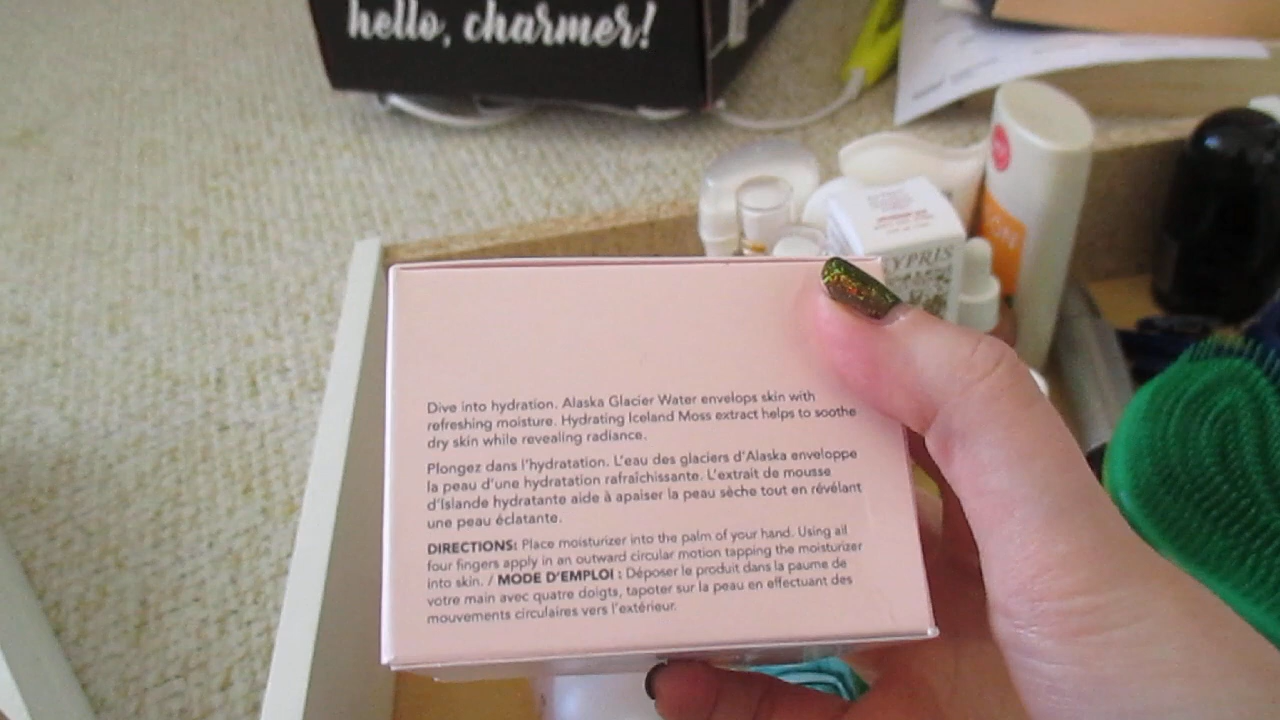 hello, charmer!
YPRIS
Dive into hydration. Alaska Glacier Water envelops skin with
refreshing moisture. Hydrating Iceland Moss extract helps to soothe
dry skin while revealing radiance.
Plongez dans l'hydratation. L'eau des glaciers d'Alaska enveloppe
la peau d'une hydratation rafraîchissante. L'extrait de mousse
d'Islande hydratante aide à apaiser la peau sèche tout en révélant
une peau éclatante.
DIRECTIONS: Place moisturizer into the palm of your hand. Using all
four fingers apply in an outward circular motion tapping the moisturizer
into skin. / MODE D'EMPLOI : Déposer le produit dans la paume de
votre main avec quatre doigts, tapoter sur la peau en effectuant des
mouvements circulaires vers l'extérieur.